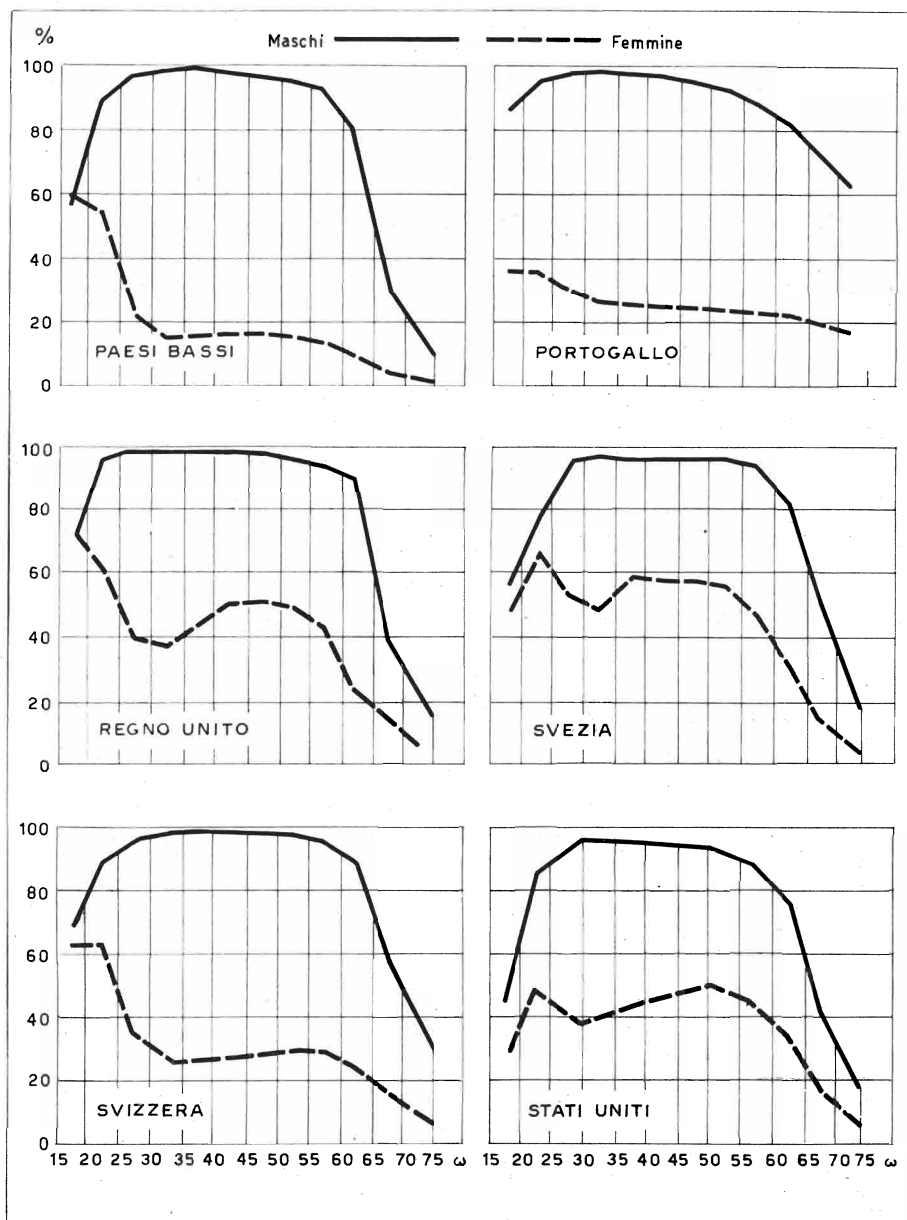 %
Maschi Femmine
100
80
60
40
20
0
PAESI BASSI
PORTOGALLO
100
80
60
40
20
0
REGNO UNITO
SVEZIA
100
80
60
40
20
0
SVIZZERA
STATI UNITI
15 20 25 30 35 40 45 50 55 60 65 70 75 ω
15 20 25 30 35 40 45 50 55 60 65 70 75 ω